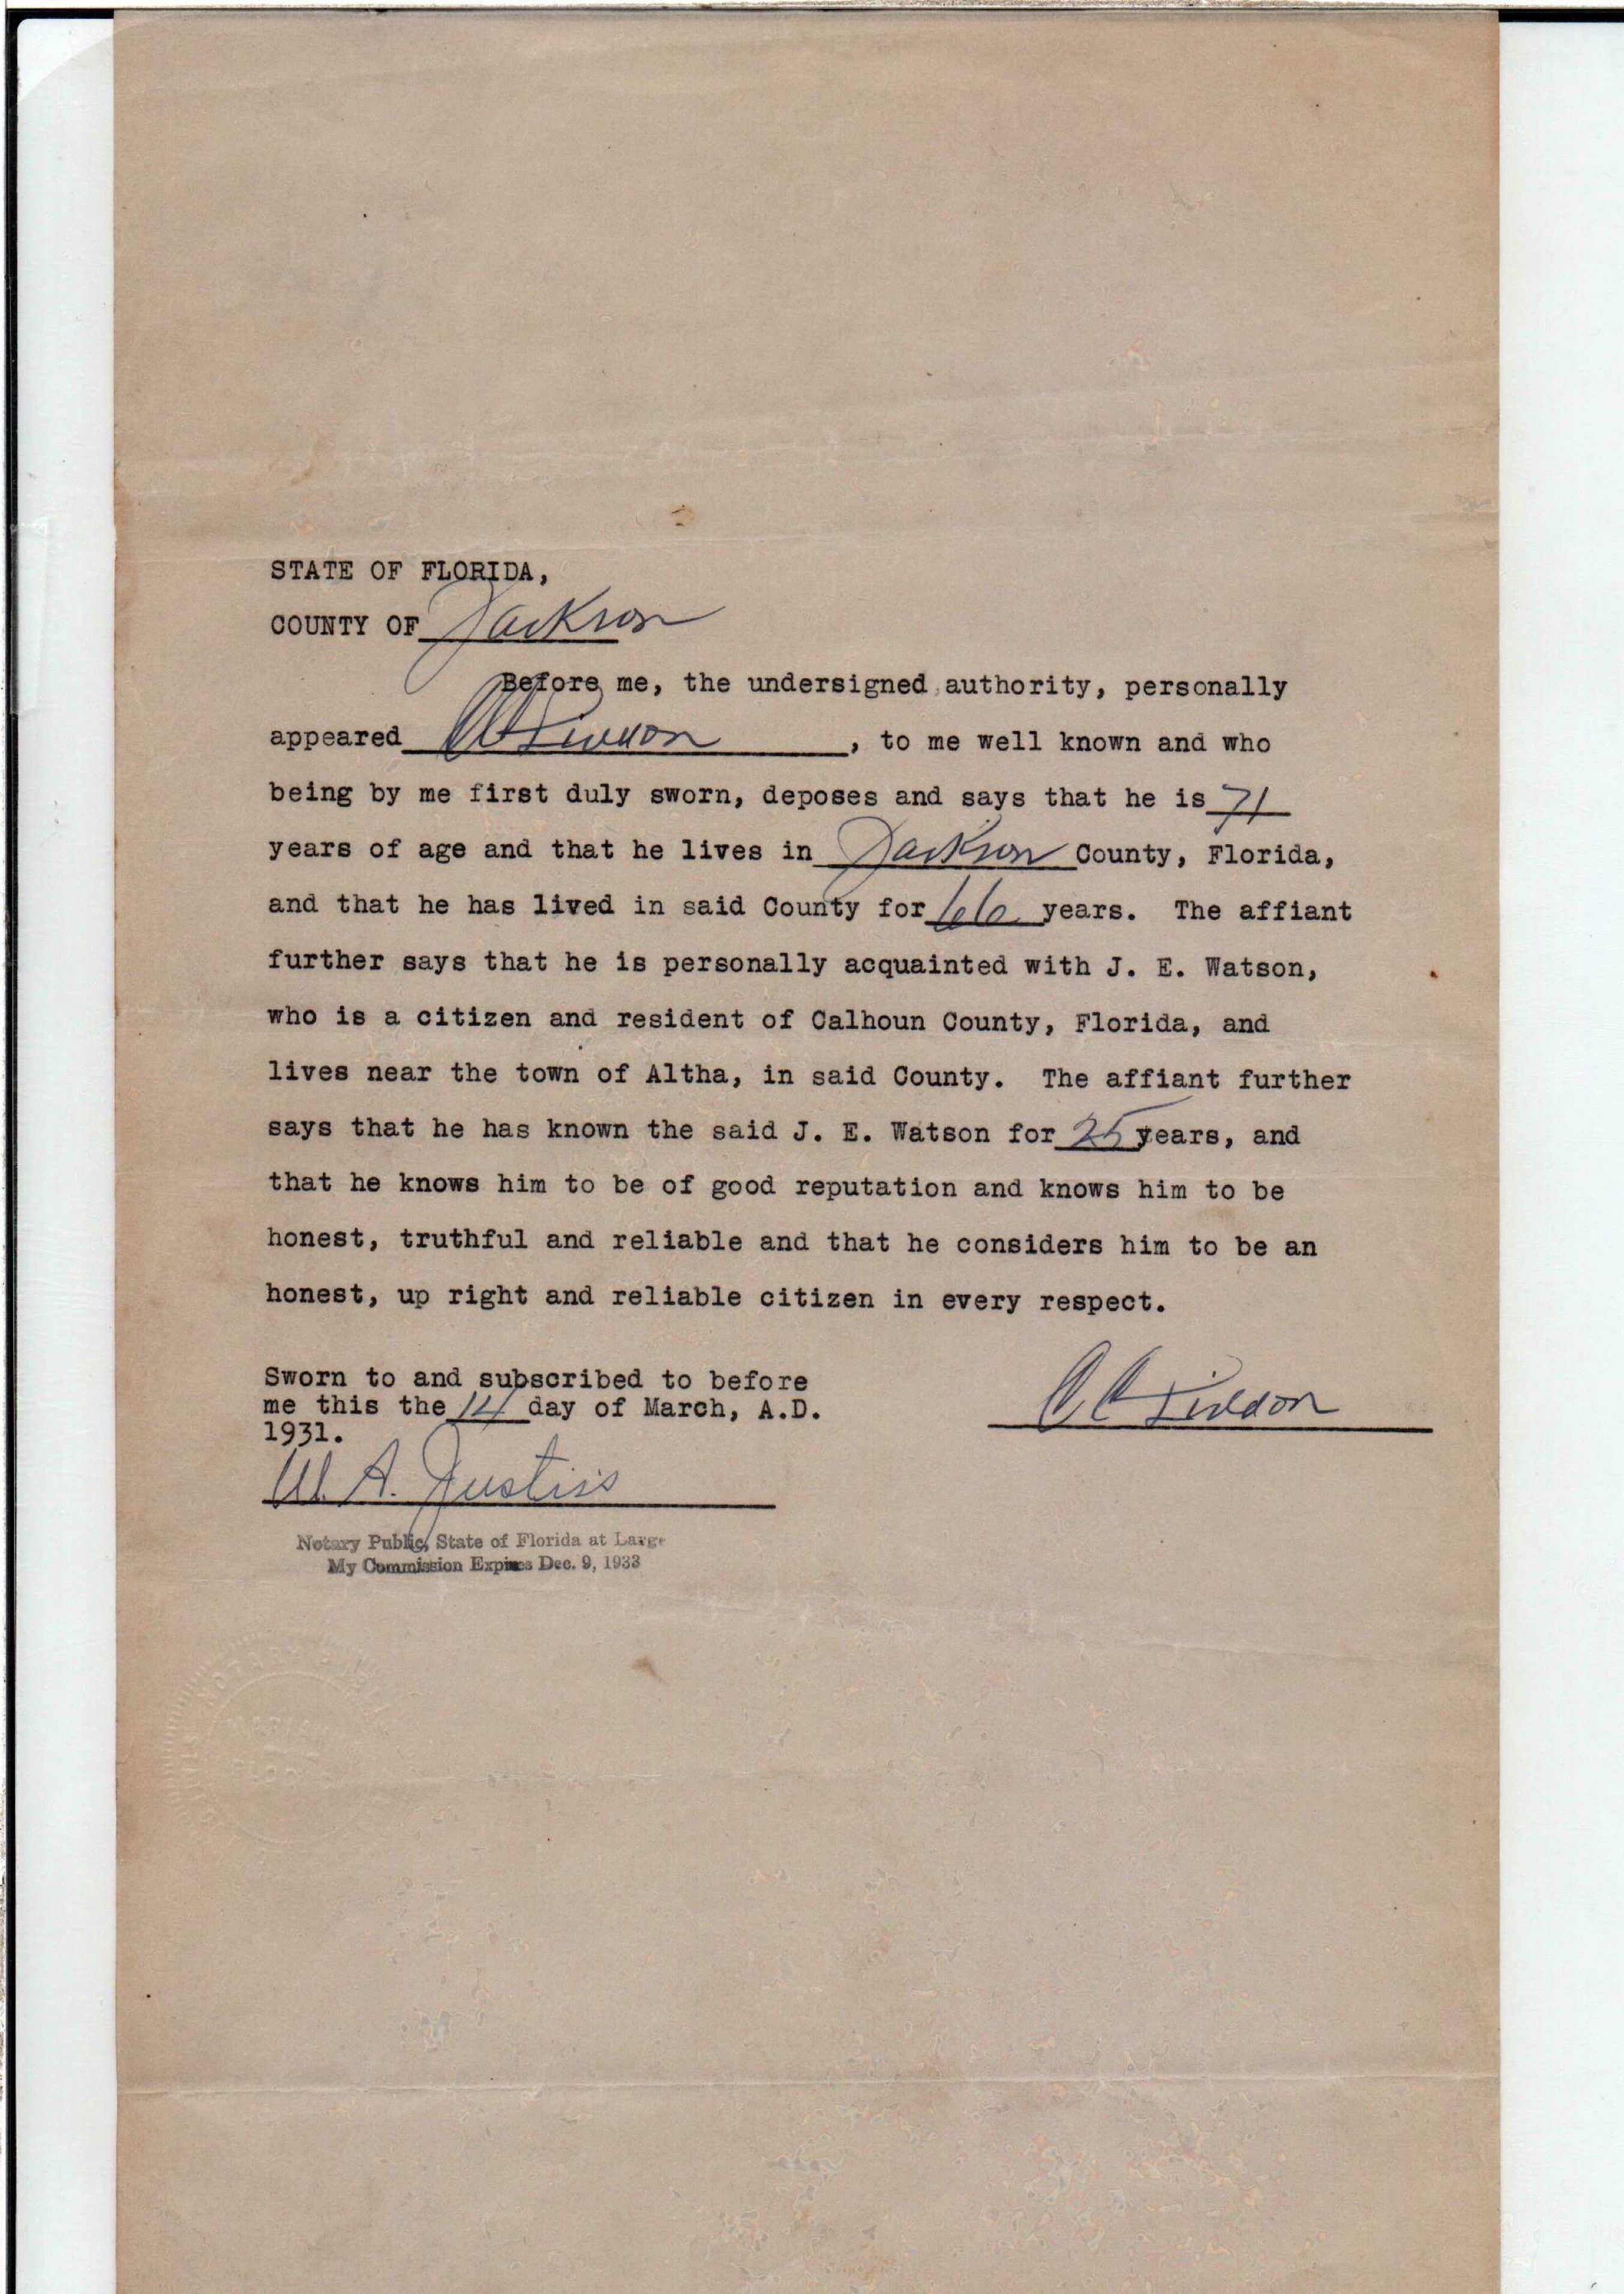 STATE OF FLORIDA,
COUNTY OF Jackson
Before me, the undersigned authority, personally
appeared , to me well known and who
being by me first duly sworn, deposes and says that he is 71
years of age and that he lives in Jackson County, Florida,
and that he has lived in said County for 66 years. The affiant
further says that he is personally acquainted with J. E. Watson,
who is a citizen and resident of Calhoun County, Florida, and
lives near the town of Altha, in said County. The affiant further
says that he has known the said J. E. Watson for 25 years, and
that he knows him to be of good reputation and knows him to be
honest, truthful and reliable and that he considers him to be an
honest, up right and reliable citizen in every respect.
Sworn to and subscribed to before
me this the 14 day of March, A.D.
1931.
W. A. Justiss
Notary Public, State of Florida at Large
My Commission Expires Dec. 9, 1933
NOTARY